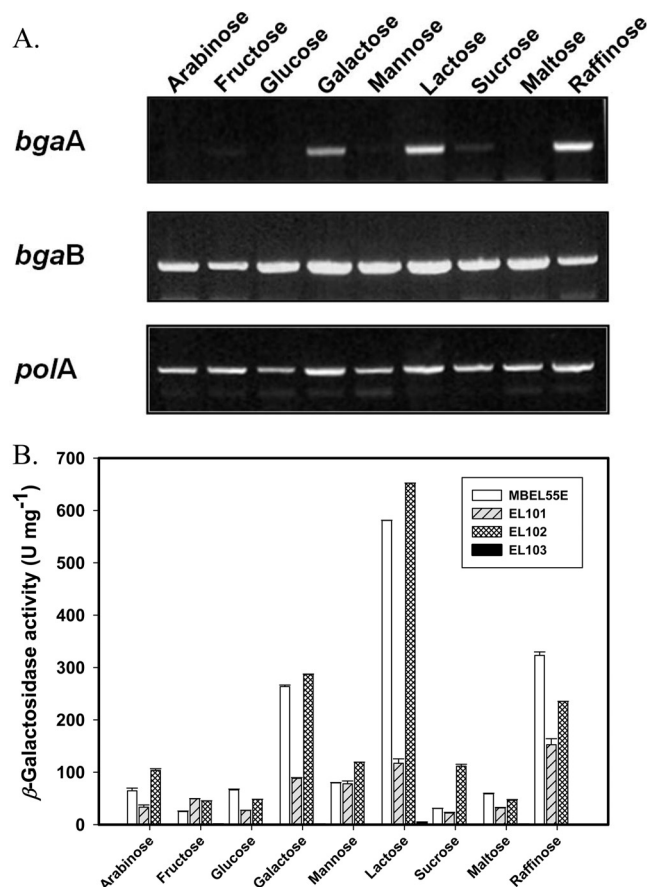 A.
Arabinose Fructose Glucose Galactose Mannose Lactose Sucrose Maltose Raffinose
bgaA
bgaB
polA
B.
700
600
500
400
300
200
100
0
β-Galactosidase activity (U mg⁻¹)
MBEL55E
EL101
EL102
EL103
Arabinose Fructose Glucose Galactose Mannose Lactose Sucrose Maltose Raffinose